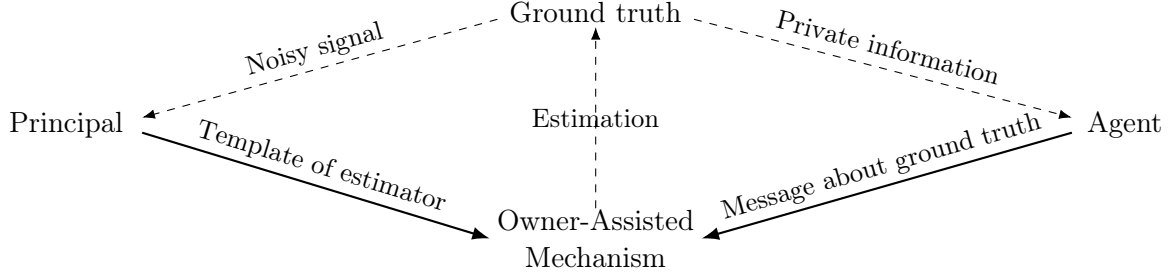 Ground truth
Noisy signal
Private information
Principal
Estimation
Agent
Template of estimator
Message about ground truth
Owner-Assisted
Mechanism